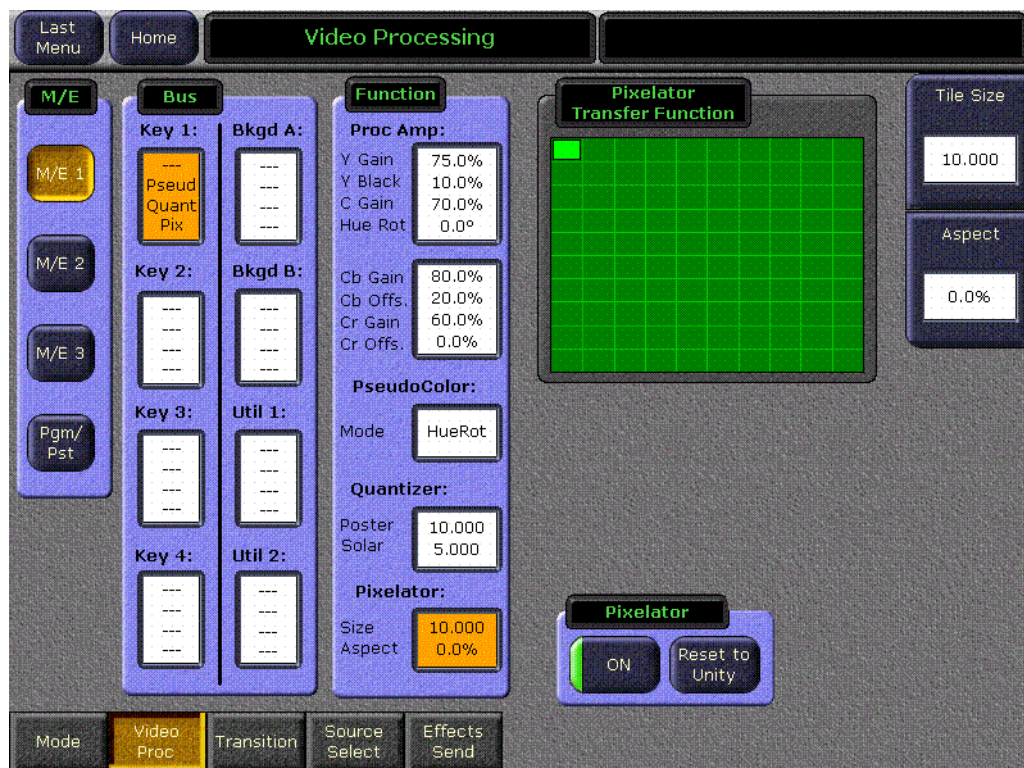 Last
Menu
Home
Video Processing
M/E
M/E 1
M/E 2
M/E 3
Pgm/
Pst
Bus
Key 1:
---
Pseud
Quant
Pix
Bkgd A:
---
---
---
---
Key 2:
---
---
---
---
Bkgd B:
---
---
---
---
Key 3:
---
---
---
---
Util 1:
---
---
---
---
Key 4:
---
---
---
---
Util 2:
---
---
---
---
Function
Proc Amp:
Y Gain 75.0%
Y Black 10.0%
C Gain 70.0%
Hue Rot 0.0°
Cb Gain 80.0%
Cb Offs. 20.0%
Cr Gain 60.0%
Cr Offs. 0.0%
PseudoColor:
Mode HueRot
Quantizer:
Poster 10.000
Solar 5.000
Pixelator:
Size 10.000
Aspect 0.0%
Pixelator
Transfer Function
Tile Size
10.000
Aspect
0.0%
Pixelator
ON
Reset to
Unity
Mode
Video
Proc
Transition
Source
Select
Effects
Send